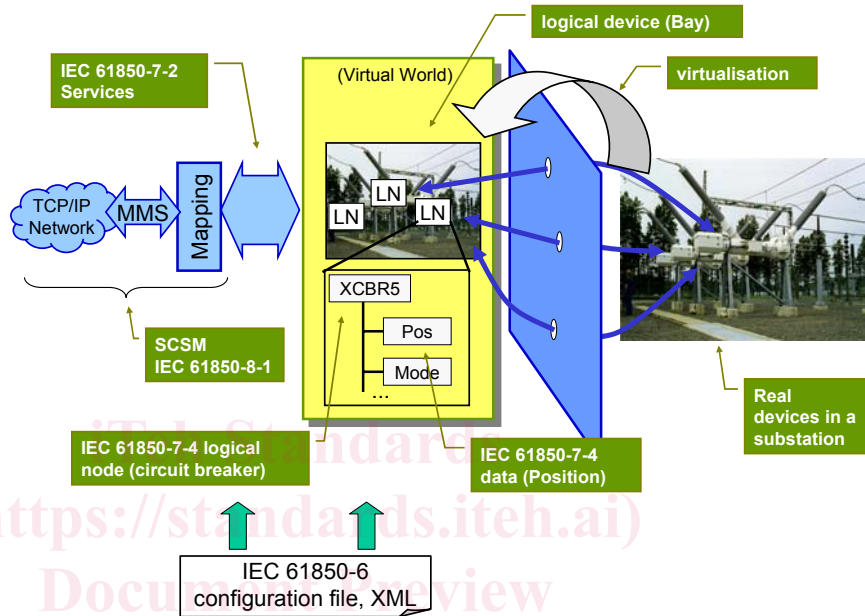 logical device (Bay)
IEC 61850-7-2
Services
(Virtual World)
virtualisation
TCP/IP
Network
MMS
Mapping
LN
LN
LN
XCBR5
Pos
Mode
...
SCSM
IEC 61850-8-1
Real
devices in a
substation
IEC 61850-7-4 logical
node (circuit breaker)
IEC 61850-7-4
data (Position)
iTeh Standards
https://standards.iteh.ai)
Document Preview
IEC 61850-6
configuration file, XML